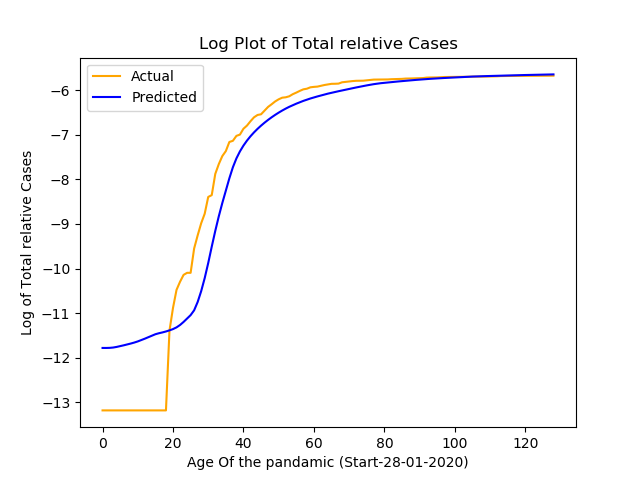 Log Plot of Total relative Cases
Actual
Predicted
−6
−7
−8
−9
−10
−11
−12
−13
Log of Total relative Cases
0 20 40 60 80 100 120
Age Of the pandamic (Start-28-01-2020)